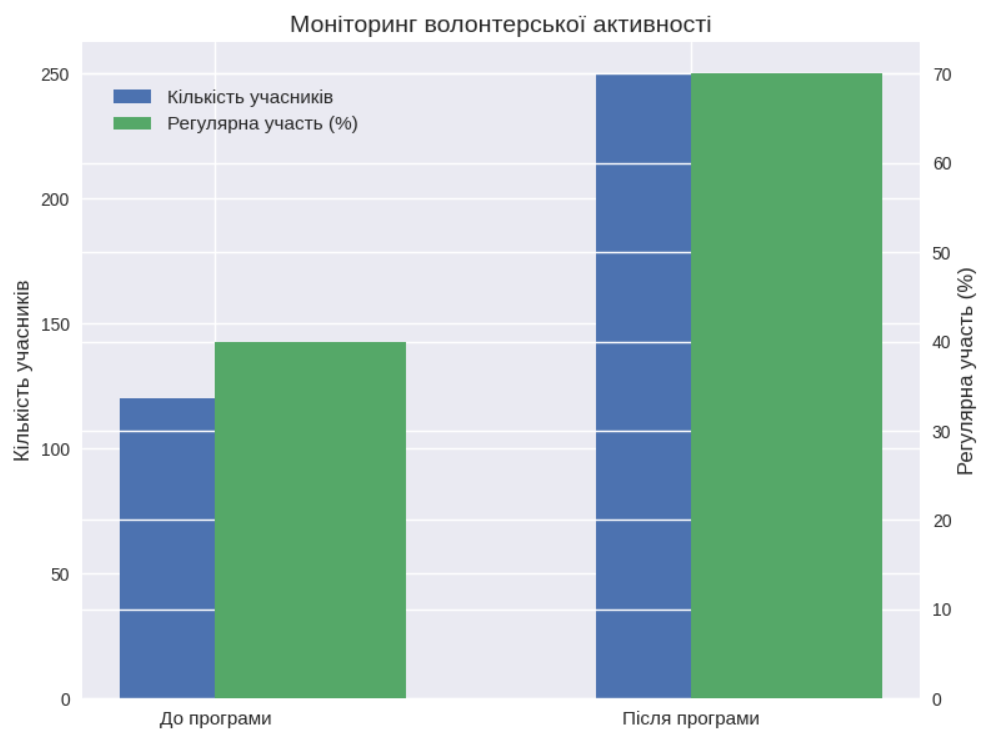 Моніторинг волонтерської активності
Кількість учасників
Регулярна участь (%)
Кількість учасників
250
200
150
100
50
0
70
60
50
40
30
20
10
0
Регулярна участь (%)
До програми
Після програми